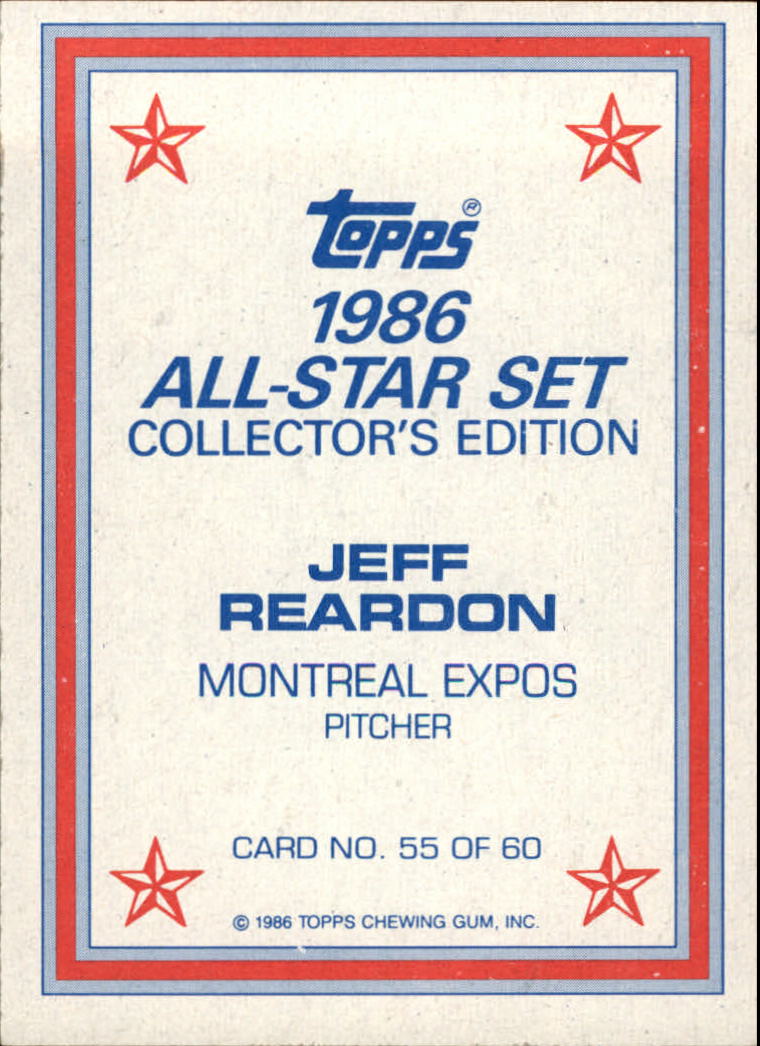 TOPPS®
1986
ALL-STAR SET
COLLECTOR'S EDITION
JEFF
REARDON
MONTREAL EXPOS
PITCHER
CARD NO. 55 OF 60
© 1986 TOPPS CHEWING GUM, INC.